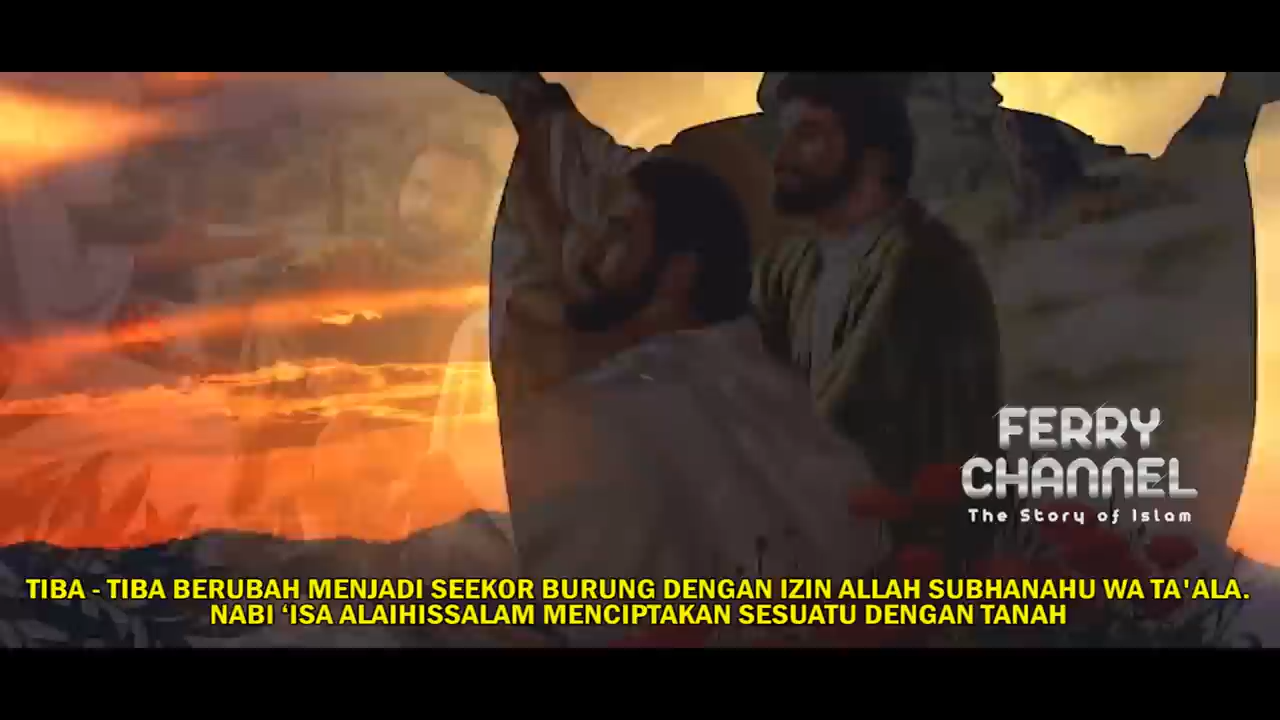 FERRY
CHANNEL
The Story of Islam
TIBA - TIBA BERUBAH MENJADI SEEKOR BURUNG DENGAN IZIN ALLAH SUBHANAHU WA TA'ALA.
NABI ‘ISA ALAIHISSALAM MENCIPTAKAN SESUATU DENGAN TANAH